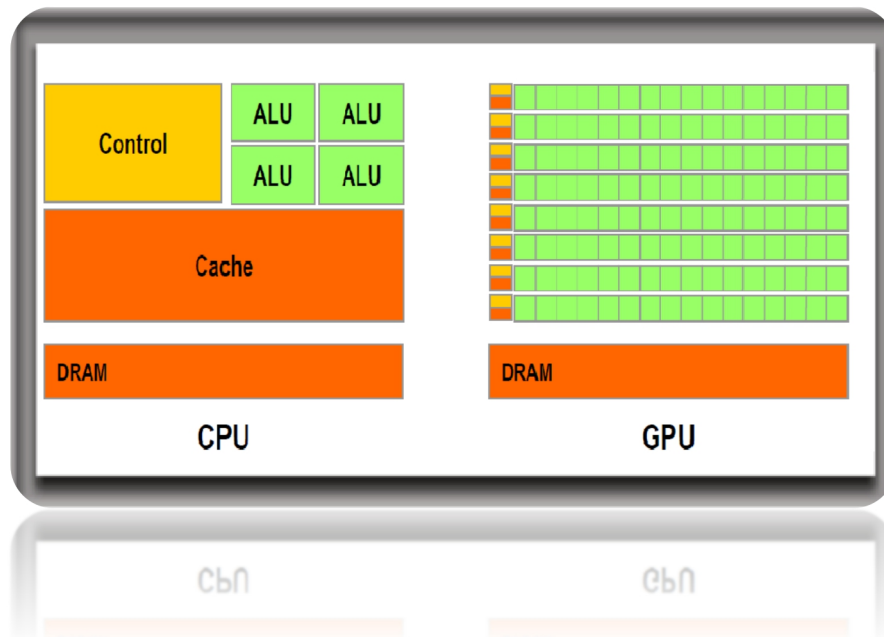 Control
ALU ALU
ALU ALU
Cache
DRAM
CPU
DRAM
GPU